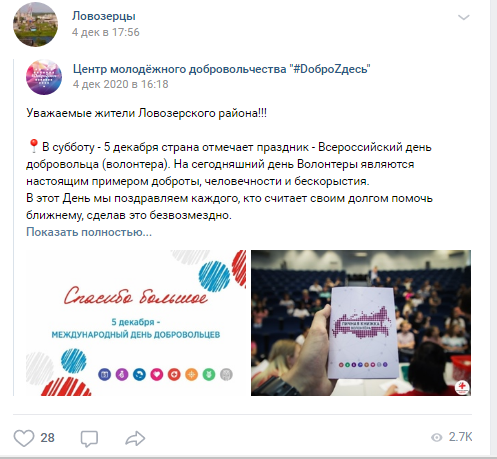 Ловозерцы
4 дек в 17:56
Центр молодёжного добровольчества "#DоброZдесь"
4 дек 2020 в 16:18
Уважаемые жители Ловозерского района!!!
📍В субботу - 5 декабря страна отмечает праздник - Всероссийский день
добровольца (волонтера). На сегодняшний день Волонтеры являются
настоящим примером доброты, человечности и бескорыстия.
В этот День мы поздравляем каждого, кто считает своим долгом помочь
ближнему, сделав это безвозмездно.
Показать полностью...
Спасибо большое
5 декабря -
МЕЖДУНАРОДНЫЙ ДЕНЬ ДОБРОВОЛЬЦЕВ
ЛИЧНАЯ КНИЖКА
28
2.7K